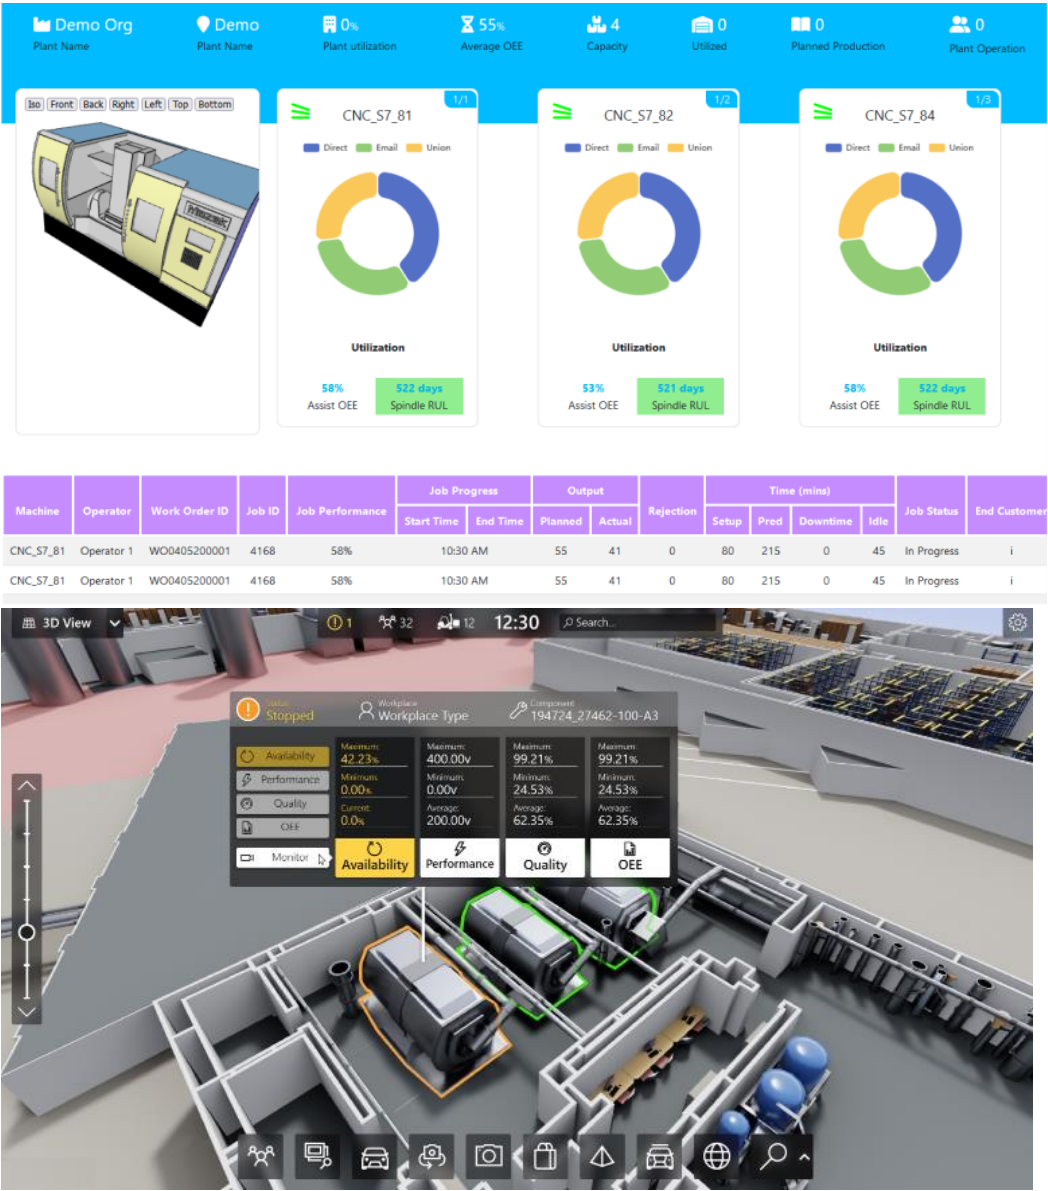 Demo Org
Plant Name
Demo
Plant Name
0%
Plant utilization
55%
Average OEE
4
Capacity
0
Utilized
0
Planned Production
0
Plant Operation
Iso Front Back Right Left Top Bottom
Mazak
1/1
CNC_S7_81
Direct Email Union
Utilization
58%
Assist OEE
522 days
Spindle RUL
1/2
CNC_S7_82
Direct Email Union
Utilization
53%
Assist OEE
521 days
Spindle RUL
1/3
CNC_S7_84
Direct Email Union
Utilization
58%
Assist OEE
522 days
Spindle RUL
Machine Operator Work Order ID Job ID Job Performance Job Progress Output Rejection Time (mins) Job Status End Customer
Start Time End Time Planned Actual Setup Pred Downtime Idle
CNC_S7_81 Operator 1 WO0405200001 4168 58% 10:30 AM 55 41 0 80 215 0 45 In Progress i
CNC_S7_81 Operator 1 WO0405200001 4168 58% 10:30 AM 55 41 0 80 215 0 45 In Progress i
3D View
1 32 12 12:30 Search...
Status
Stopped
Workplace
Workplace Type
Component
194724_27462-100-A3
Availability
Performance
Quality
OEE
Monitor
Maximum:
42.23%
Minimum:
0.00%
Current:
0.0%
Availability
Maximum:
400.00v
Minimum:
0.00v
Average:
200.00v
Performance
Maximum:
99.21%
Minimum:
24.53%
Average:
62.35%
Quality
Maximum:
99.21%
Minimum:
24.53%
Average:
62.35%
OEE